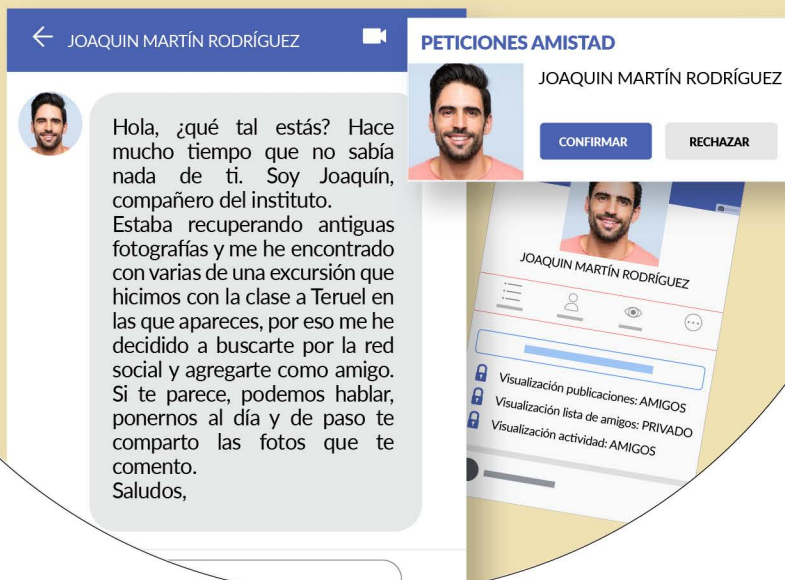 JOAQUIN MARTÍN RODRÍGUEZ
Hola, ¿qué tal estás? Hace
mucho tiempo que no sabía
nada de ti. Soy Joaquín,
compañero del instituto.
Estaba recuperando antiguas
fotografías y me he encontrado
con varias de una excursión que
hicimos con la clase a Teruel en
las que apareces, por eso me he
decidido a buscarte por la red
social y agregarte como amigo.
Si te parece, podemos hablar,
ponernos al día y de paso te
comparto las fotos que te
comento.
Saludos,
PETICIONES AMISTAD
JOAQUIN MARTÍN RODRÍGUEZ
CONFIRMAR
RECHAZAR
JOAQUIN MARTÍN RODRÍGUEZ
Visualización publicaciones: AMIGOS
Visualización lista de amigos: PRIVADO
Visualización actividad: AMIGOS